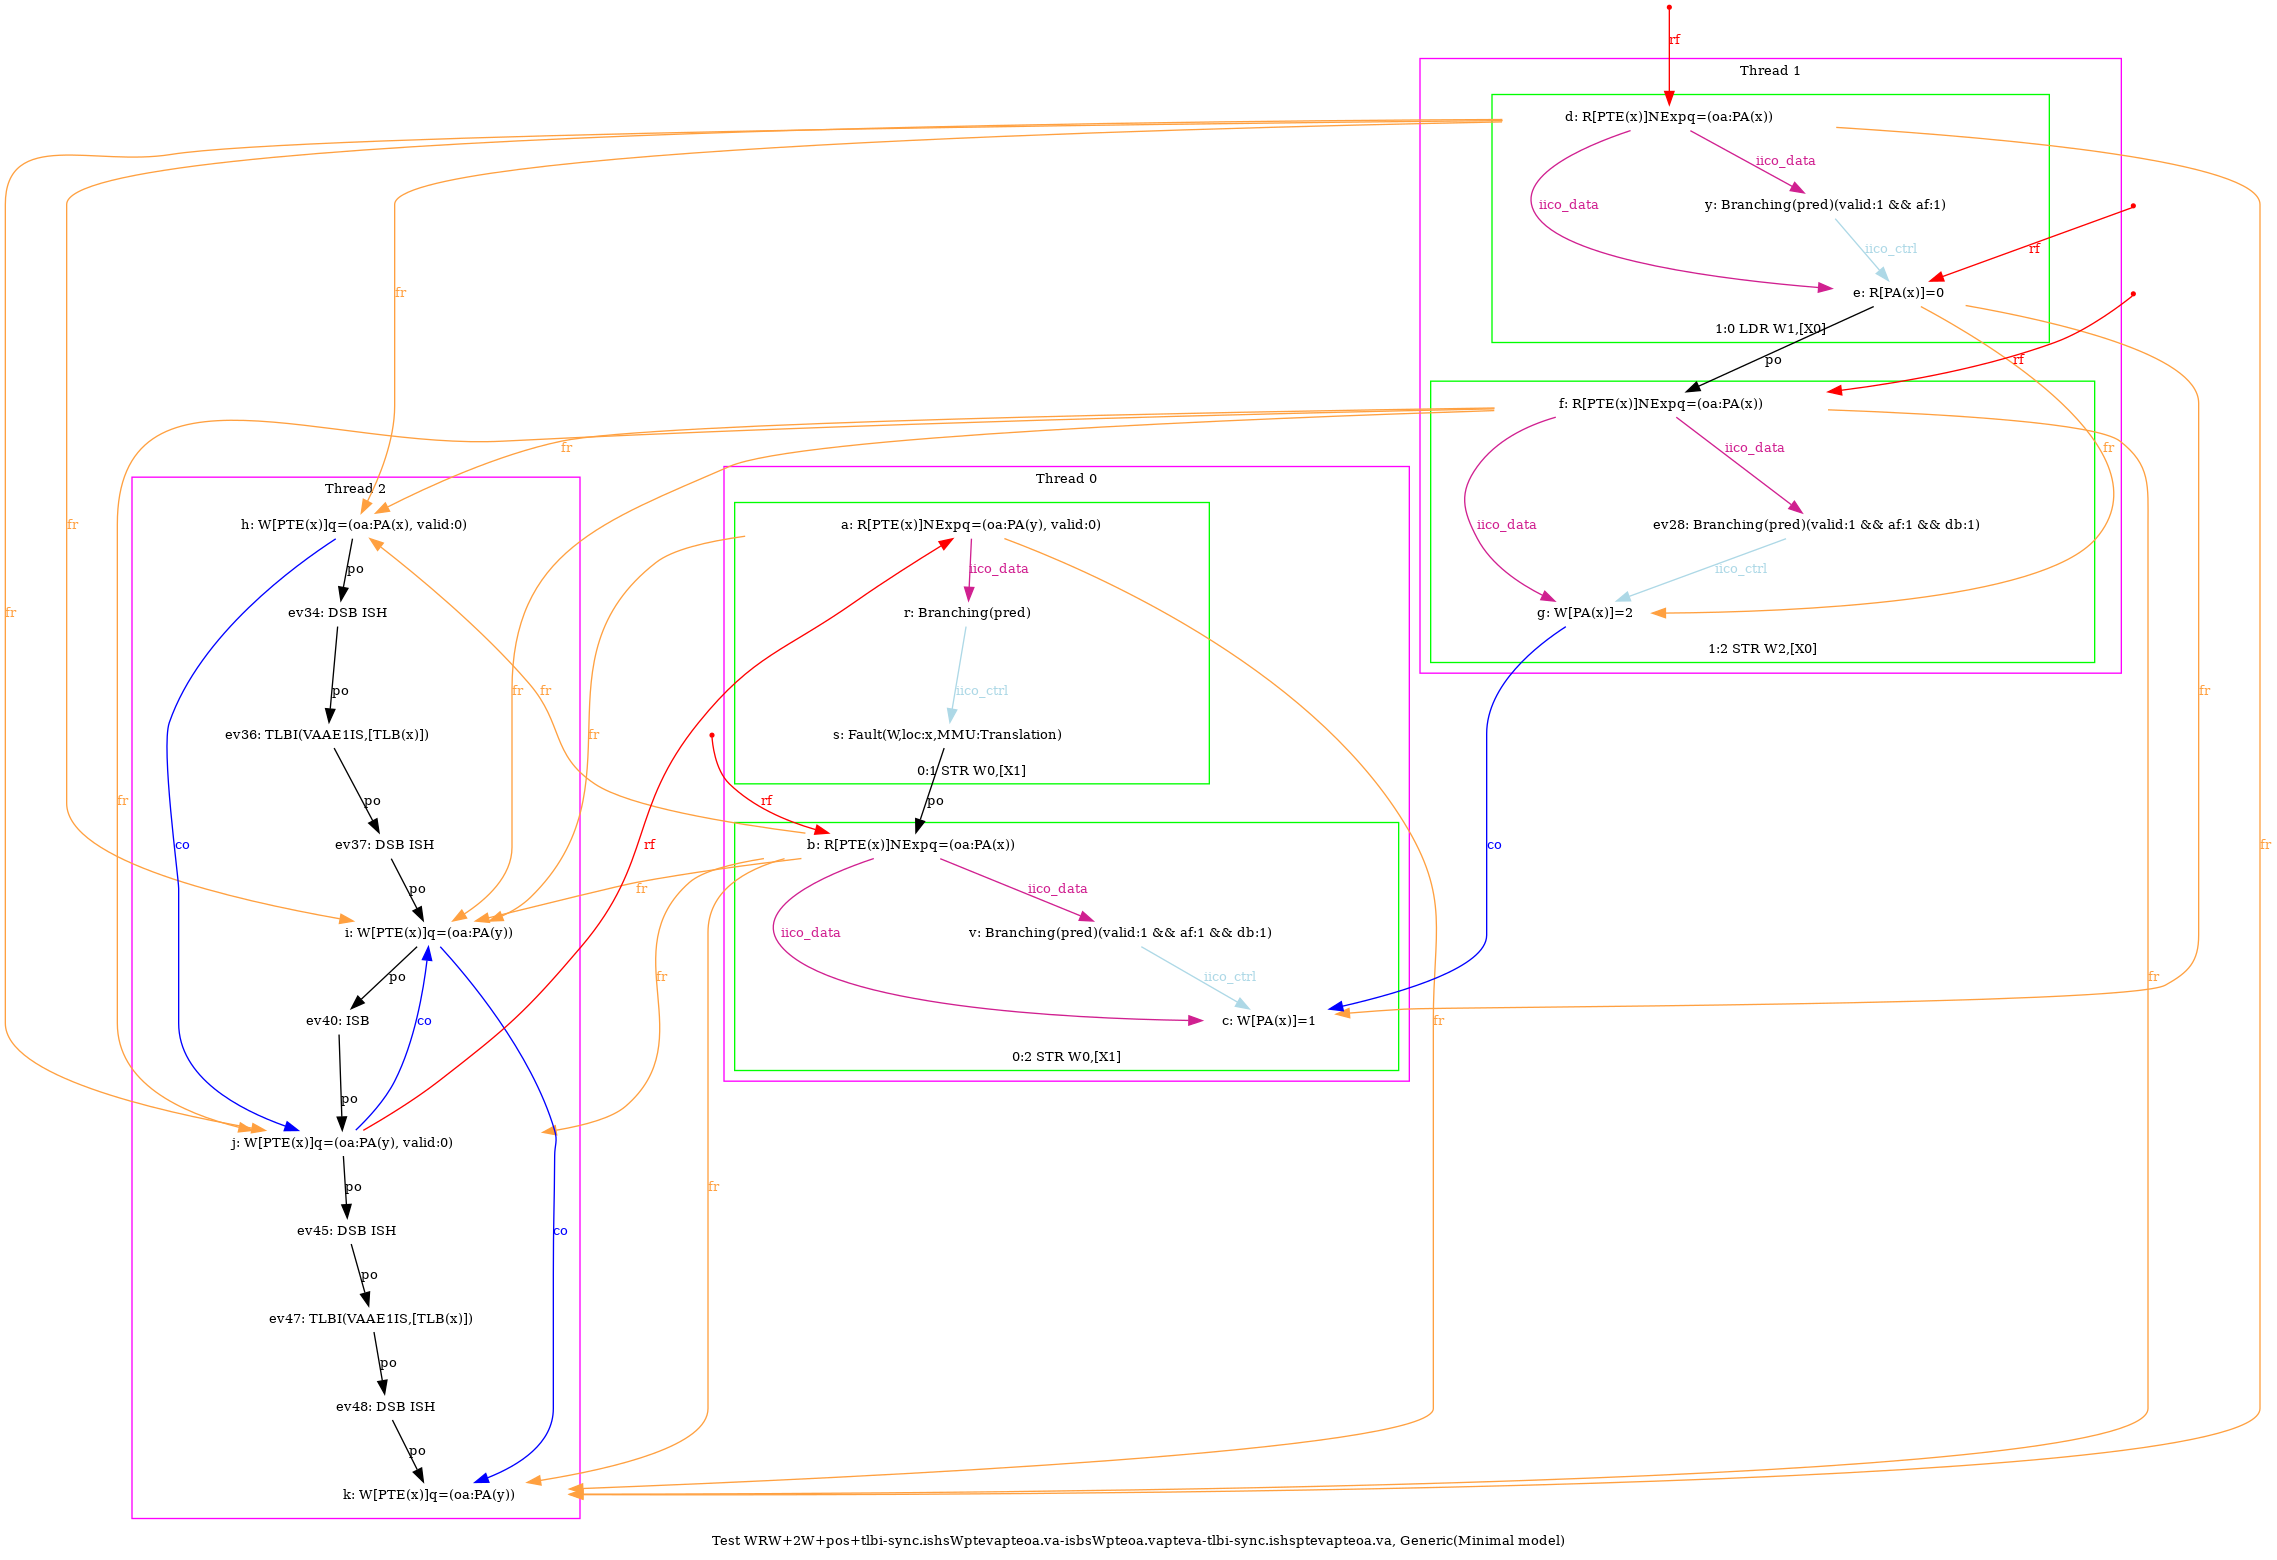 rf
Thread 1
d: R[PTE(x)]NExpq=(oa:PA(x))
iico_data
y: Branching(pred)(valid:1 && af:1)
iico_data
iico_ctrl
rf
fr
e: R[PA(x)]=0
1:0 LDR W1,[X0]
po
rf
f: R[PTE(x)]NExpq=(oa:PA(x))
fr
iico_data
fr
Thread 2
Thread 0
fr
h: W[PTE(x)]q=(oa:PA(x), valid:0)
a: R[PTE(x)]NExpq=(oa:PA(y), valid:0)
iico_data
ev28: Branching(pred)(valid:1 && af:1 && db:1)
po
iico_data
iico_ctrl
fr
ev34: DSB ISH
r: Branching(pred)
g: W[PA(x)]=2
1:2 STR W2,[X0]
po
fr
fr
iico_ctrl
fr
ev36: TLBI(VAAE1IS,[TLB(x)])
fr
s: Fault(W,loc:x,MMU:Translation)
0:1 STR W0,[X1]
fr
po
rf
po
co
ev37: DSB ISH
rf
b: R[PTE(x)]NExpq=(oa:PA(x))
co
fr
po
fr
iico_data
i: W[PTE(x)]q=(oa:PA(y))
iico_data
v: Branching(pred)(valid:1 && af:1 && db:1)
po
fr
iico_ctrl
fr
ev40: ISB
co
c: W[PA(x)]=1
fr
0:2 STR W0,[X1]
po
j: W[PTE(x)]q=(oa:PA(y), valid:0)
po
fr
ev45: DSB ISH
co
po
ev47: TLBI(VAAE1IS,[TLB(x)])
po
ev48: DSB ISH
po
k: W[PTE(x)]q=(oa:PA(y))
Test WRW+2W+pos+tlbi-sync.ishsWptevapteoa.va-isbsWpteoa.vapteva-tlbi-sync.ishsptevapteoa.va, Generic(Minimal model)